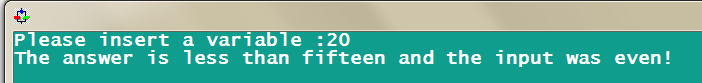 Please insert a variable :20
The answer is less than fifteen and the input was even!